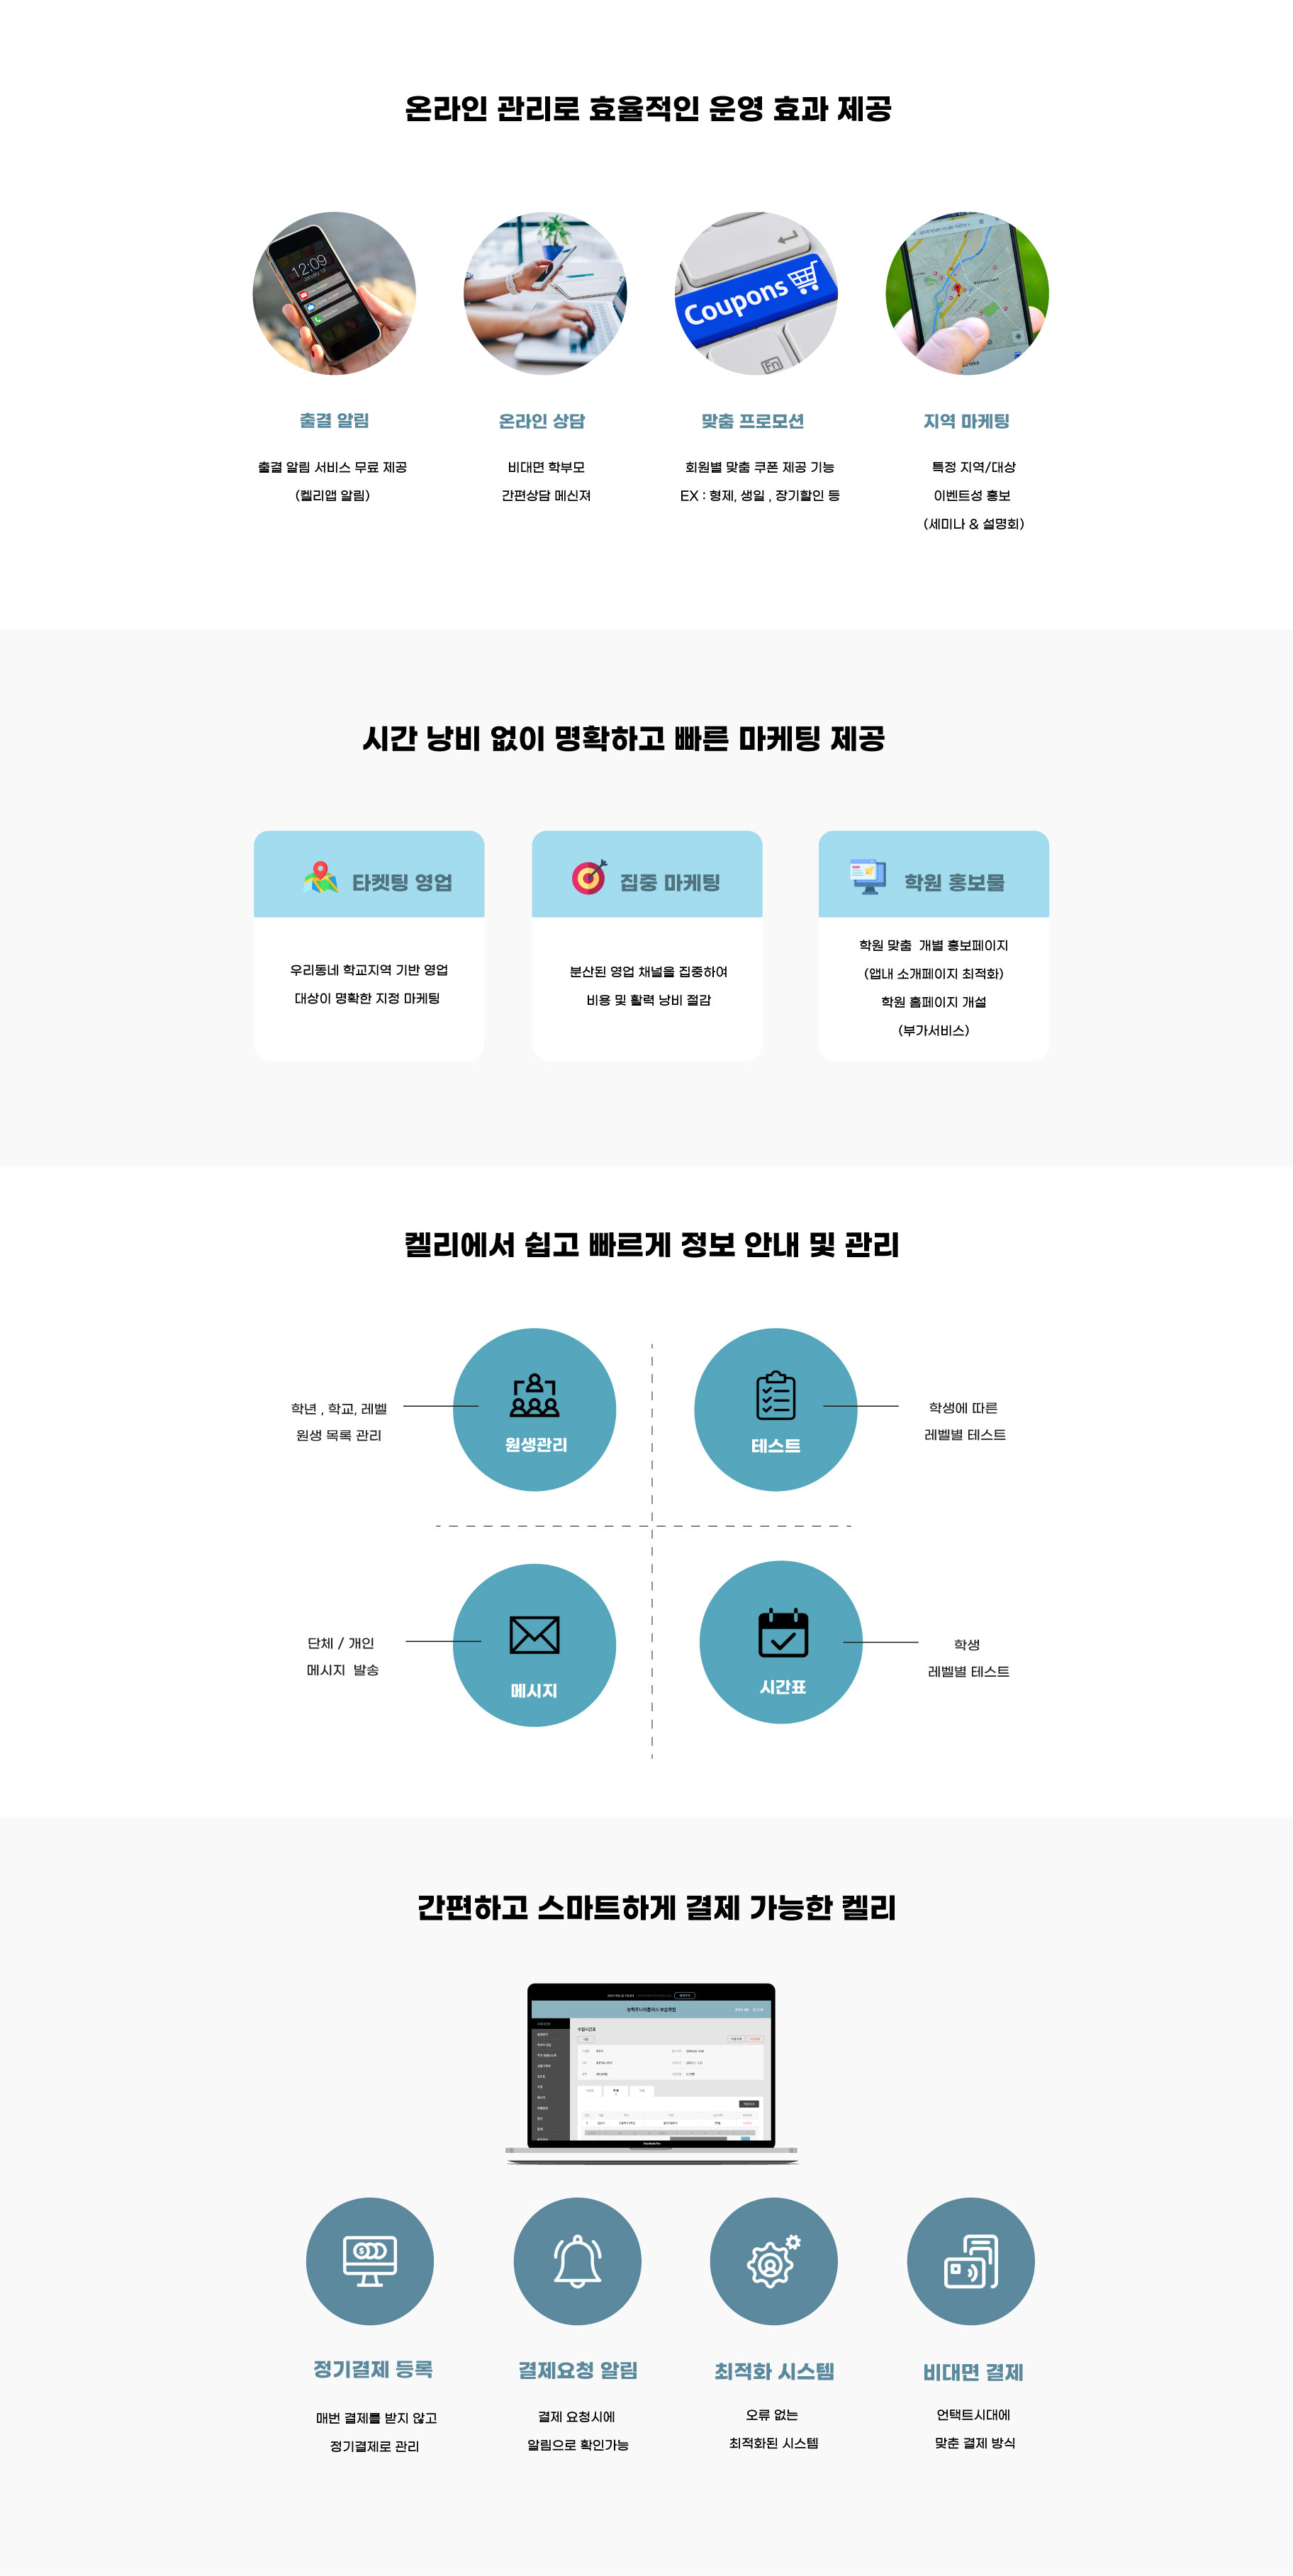 온라인 관리로 효율적인 운영 효과 제공
12:09
Coupons
Fn
출결 알림
출결 알림 서비스 무료 제공
(켈리앱 알림)
온라인 상담
비대면 학부모
간편상담 메신져
맞춤 프로모션
회원별 맞춤 쿠폰 제공 기능
EX : 형제, 생일 , 장기할인 등
지역 마케팅
특정 지역/대상
이벤트성 홍보
(세미나 & 설명회)
시간 낭비 없이 명확하고 빠른 마케팅 제공
타켓팅 영업
우리동네 학교지역 기반 영업
대상이 명확한 지정 마케팅
집중 마케팅
분산된 영업 채널을 집중하여
비용 및 활력 낭비 절감
학원 홍보물
학원 맞춤 개별 홍보페이지
(앱내 소개페이지 최적화)
학원 홈페이지 개설
(부가서비스)
켈리에서 쉽고 빠르게 정보 안내 및 관리
학년 , 학교, 레벨
원생 목록 관리
원생관리
테스트
학생에 따른
레벨별 테스트
단체 / 개인
메시지 발송
메시지
시간표
학생
레벨별 테스트
간편하고 스마트하게 결제 가능한 켈리
수업시간표
정기결제 등록
매번 결제를 받지 않고
정기결제로 관리
결제요청 알림
결제 요청시에
알림으로 확인가능
최적화 시스템
오류 없는
최적화된 시스템
비대면 결제
언택트시대에
맞춘 결제 방식